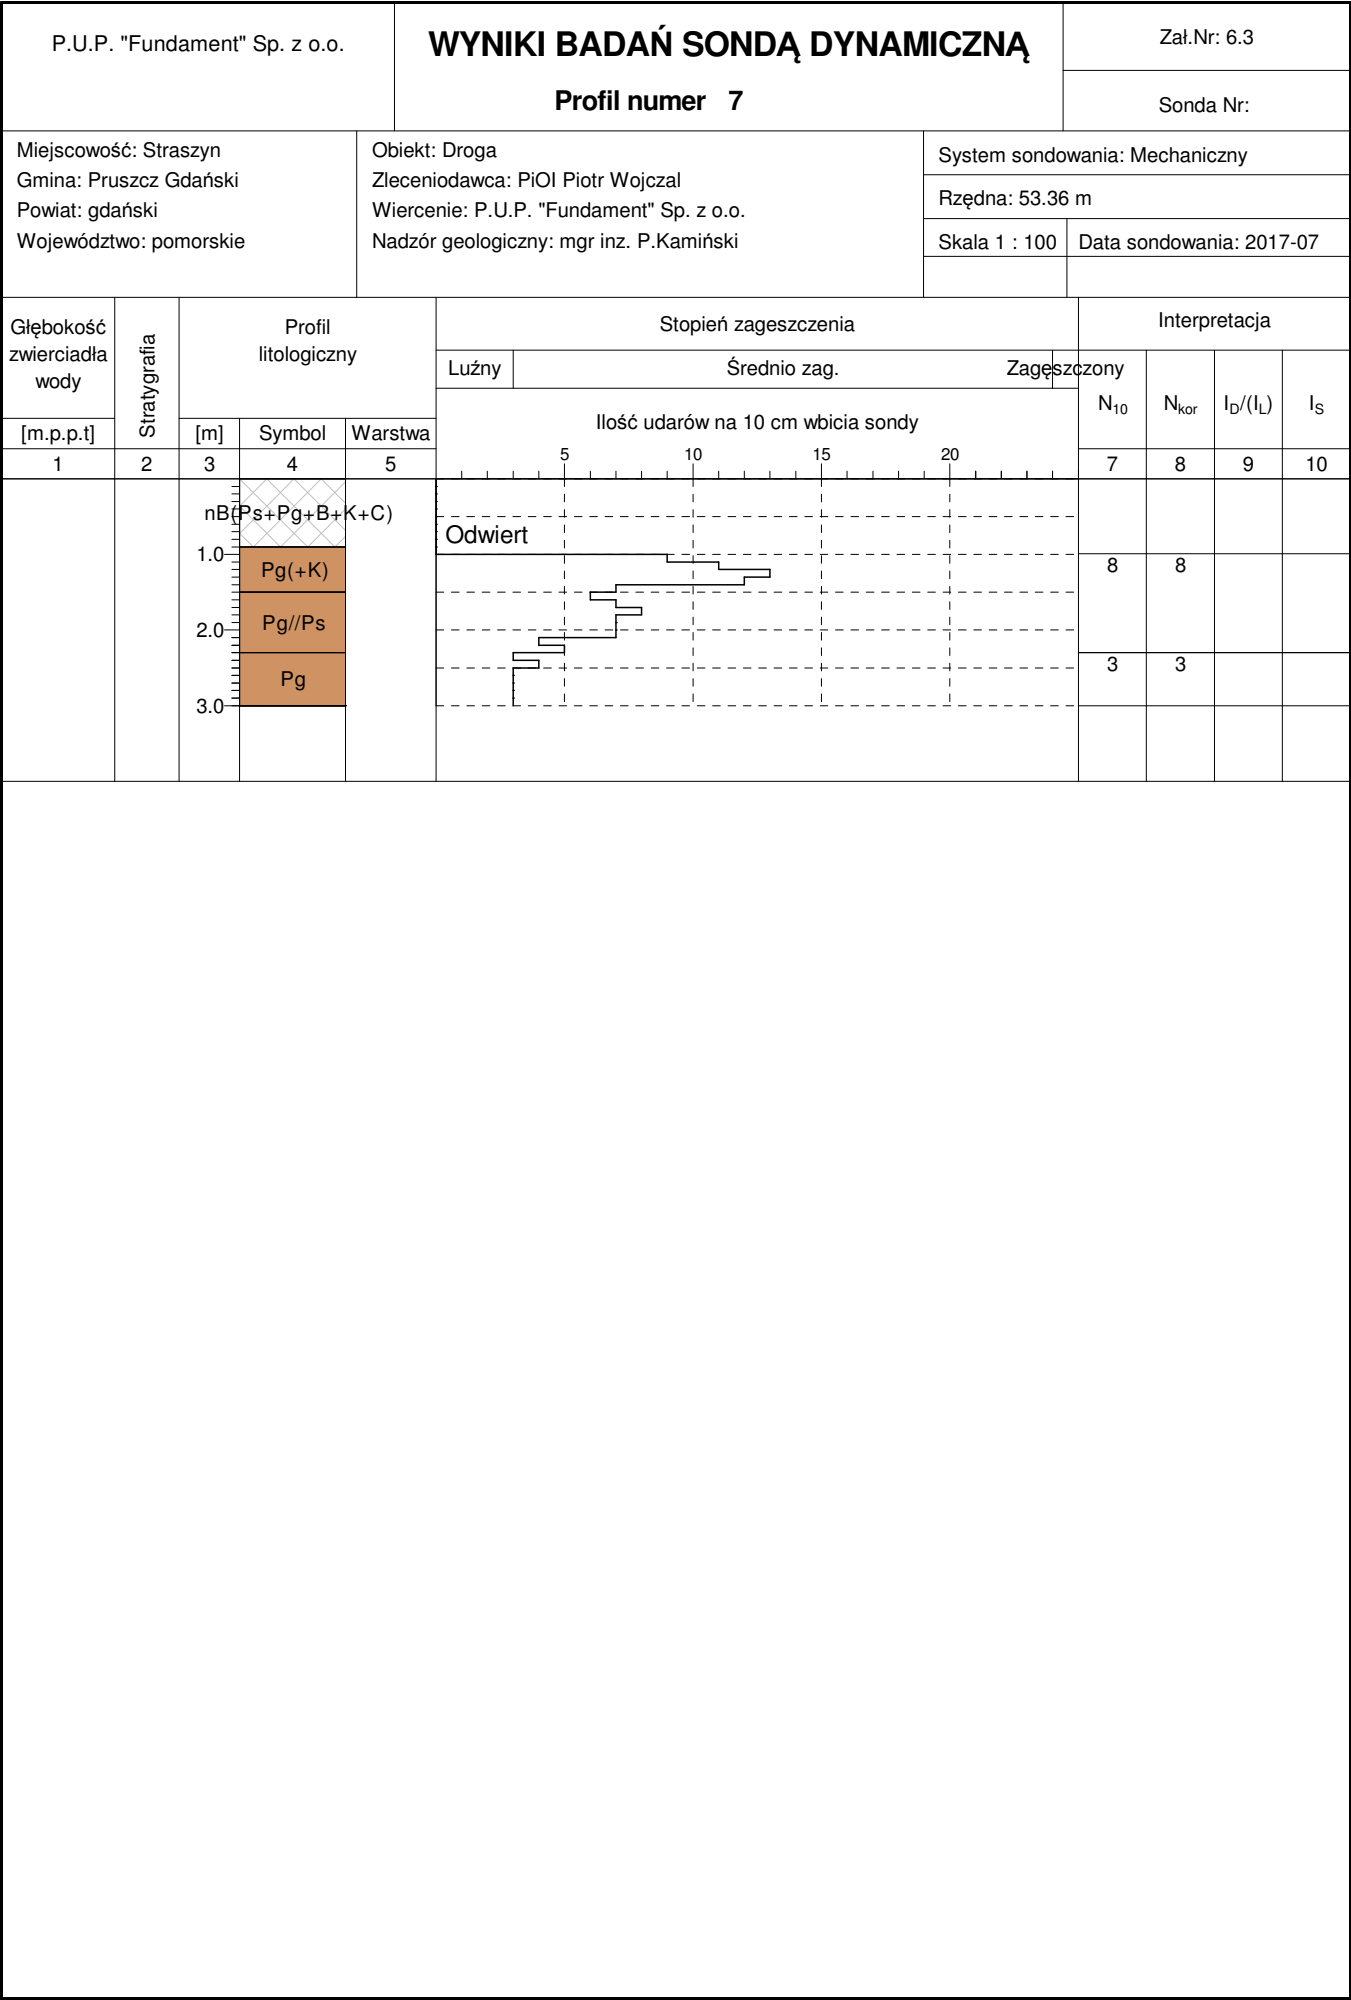 P.U.P. "Fundament" Sp. z o.o.
WYNIKI BADAŃ SONDĄ DYNAMICZNĄ
Profil numer 7
Zał.Nr: 6.3
Sonda Nr:
Miejscowość: Straszyn
Gmina: Pruszcz Gdański
Powiat: gdański
Województwo: pomorskie
Obiekt: Droga
Zleceniodawca: PiOI Piotr Wojczal
Wiercenie: P.U.P. "Fundament" Sp. z o.o.
Nadzór geologiczny: mgr inz. P.Kamiński
System sondowania: Mechaniczny
Rzędna: 53.36 m
Skala 1 : 100
Data sondowania: 2017-07
Głębokość
zwierciadła
wody
[m.p.p.t]
Stratygrafia
Profil
litologiczny
[m] Symbol Warstwa
Stopień zageszczenia
Luźny Średnio zag. Zagęszczony
Ilość udarów na 10 cm wbicia sondy
5 10 15 20
Interpretacja
N10 Nkor ID/(IL) IS
1 2 3 4 5 7 8 9 10
nB(Ps+Pg+B+K+C)
Odwiert
1.0
Pg(+K)
8 8
Pg//Ps
2.0
3 3
Pg
3.0